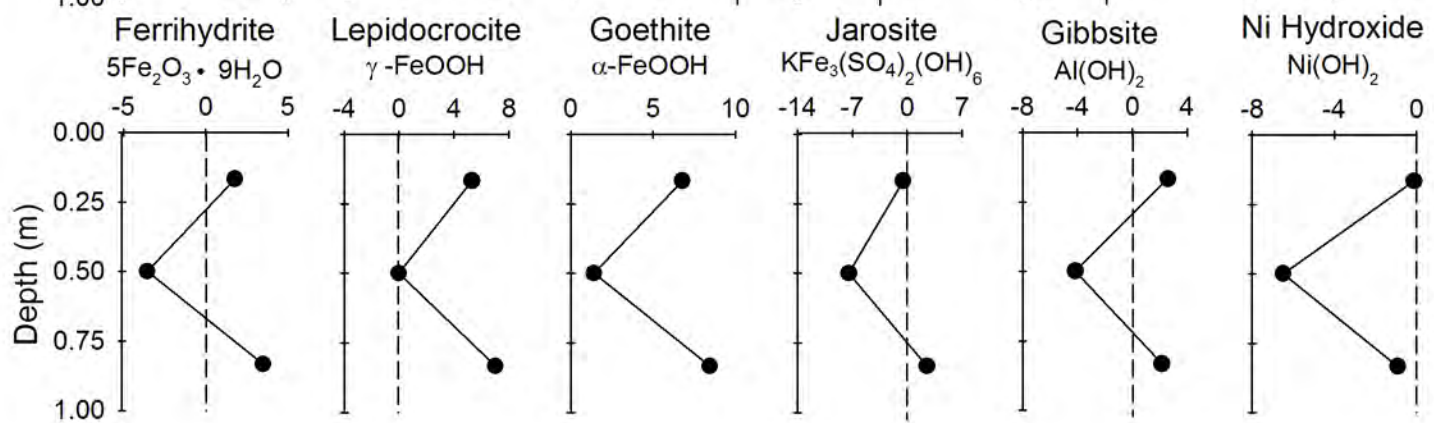 1.00
Ferrihydrite Lepidocrocite Goethite Jarosite Gibbsite Ni Hydroxide
5Fe₂O₃ • 9H₂O γ -FeOOH α-FeOOH KFe₃(SO₄)₂(OH)₆ Al(OH)₂ Ni(OH)₂
-5 0 5 -4 0 4 8 0 5 10 -14 -7 0 7 -8 -4 0 4 -8 -4 0
0.00
0.25
0.50
0.75
1.00
Depth (m)